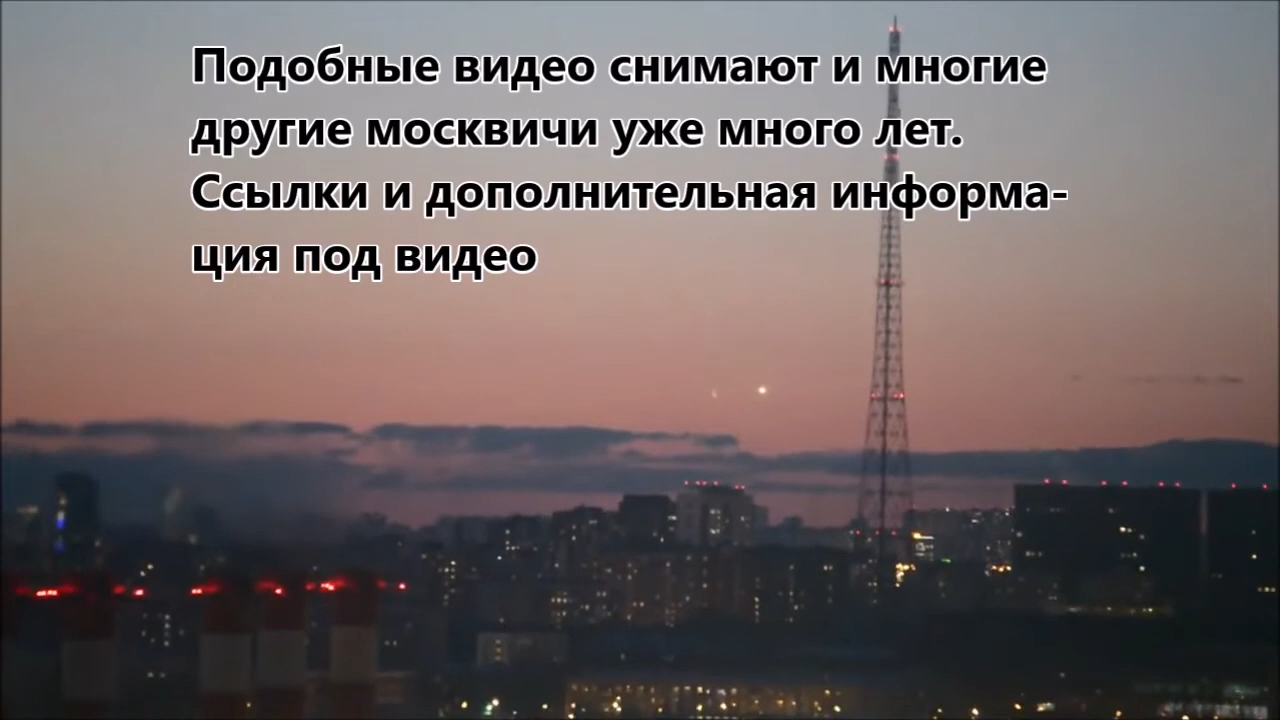 Подобные видео снимают и многие
другие москвичи уже много лет.
Ссылки и дополнительная информа-
ция под видео